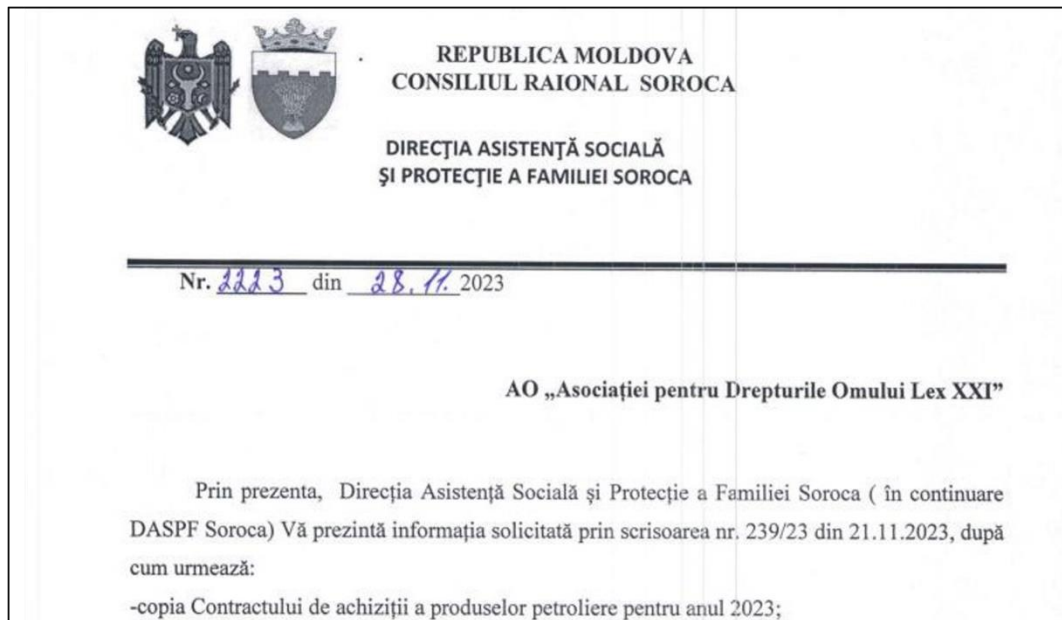 REPUBLICA MOLDOVA
CONSILIUL RAIONAL SOROCA
DIRECŢIA ASISTENŢĂ SOCIALĂ
ŞI PROTECŢIE A FAMILIEI SOROCA
Nr. 2223 din 28.11.2023
AO „Asociației pentru Drepturile Omului Lex XXI”
Prin prezenta, Direcția Asistență Socială și Protecție a Familiei Soroca ( în continuare
DASPF Soroca) Vă prezintă informația solicitată prin scrisoarea nr. 239/23 din 21.11.2023, după
cum urmează:
-copia Contractului de achiziții a produselor petroliere pentru anul 2023;